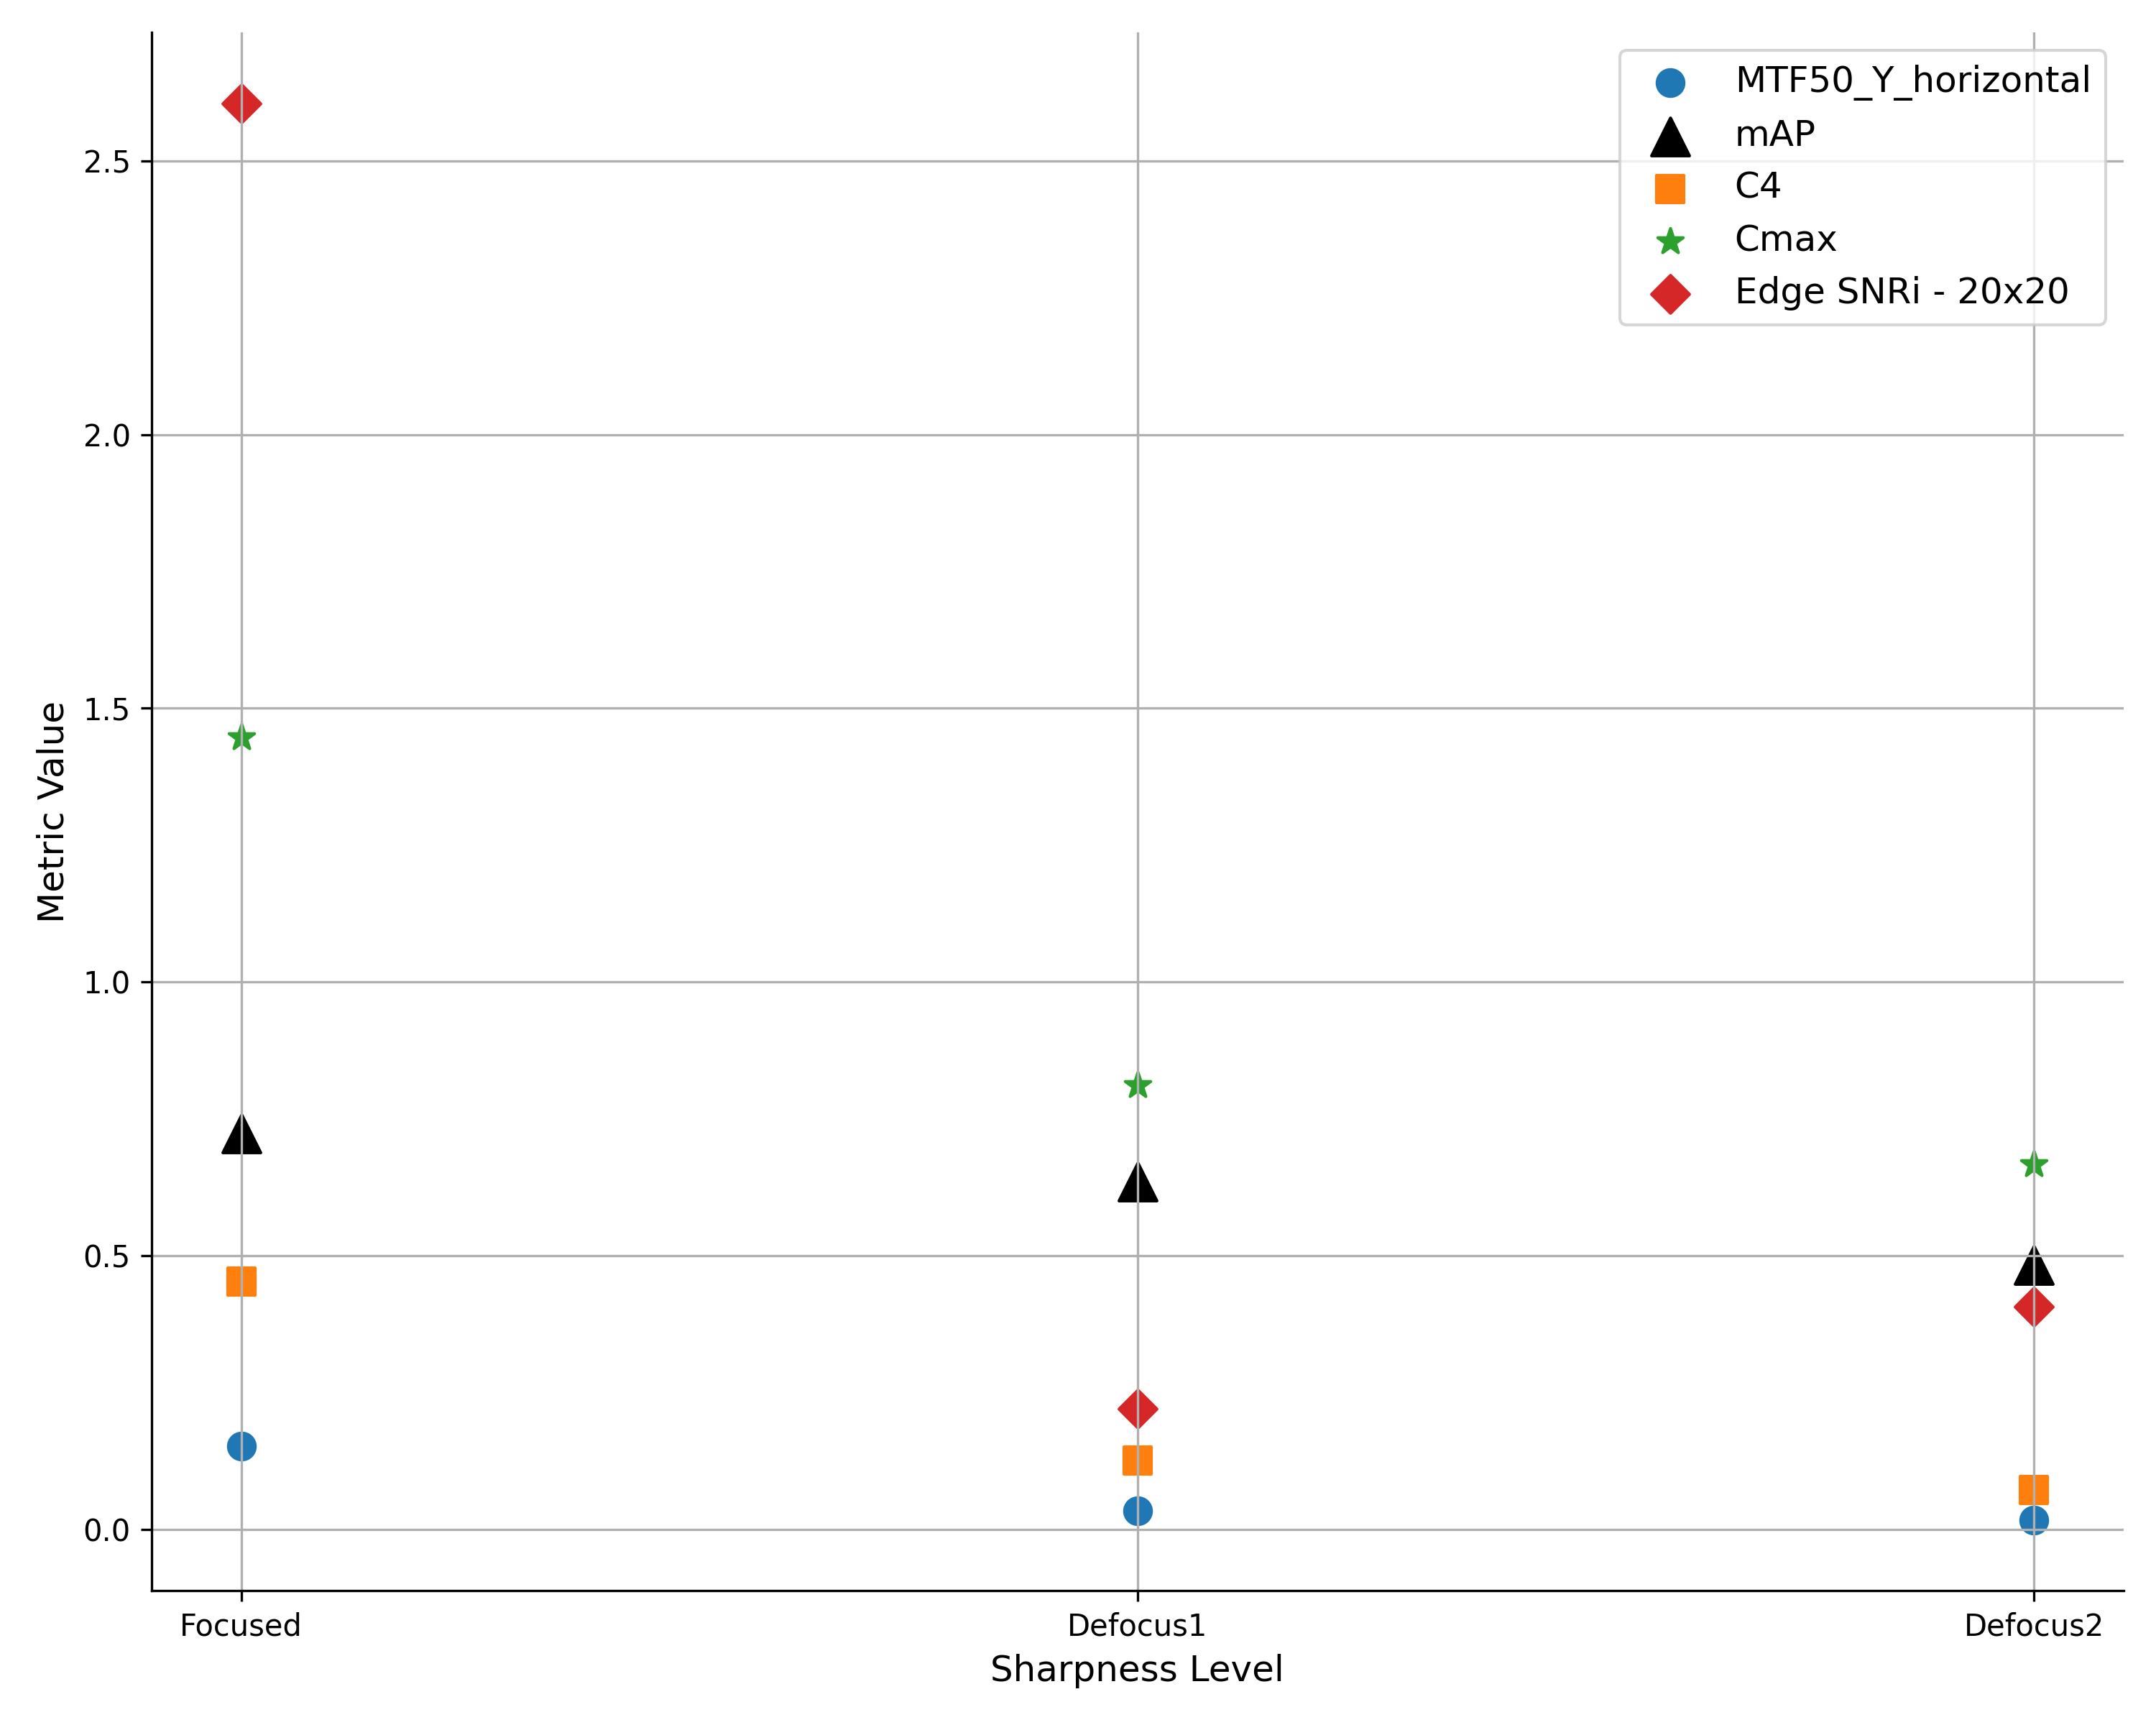 MTF50_Y_horizontal
mAP
C4
Cmax
Edge SNRi - 20x20
2.5
2.0
1.5
1.0
0.5
0.0
Metric Value
Focused
Defocus1
Defocus2
Sharpness Level